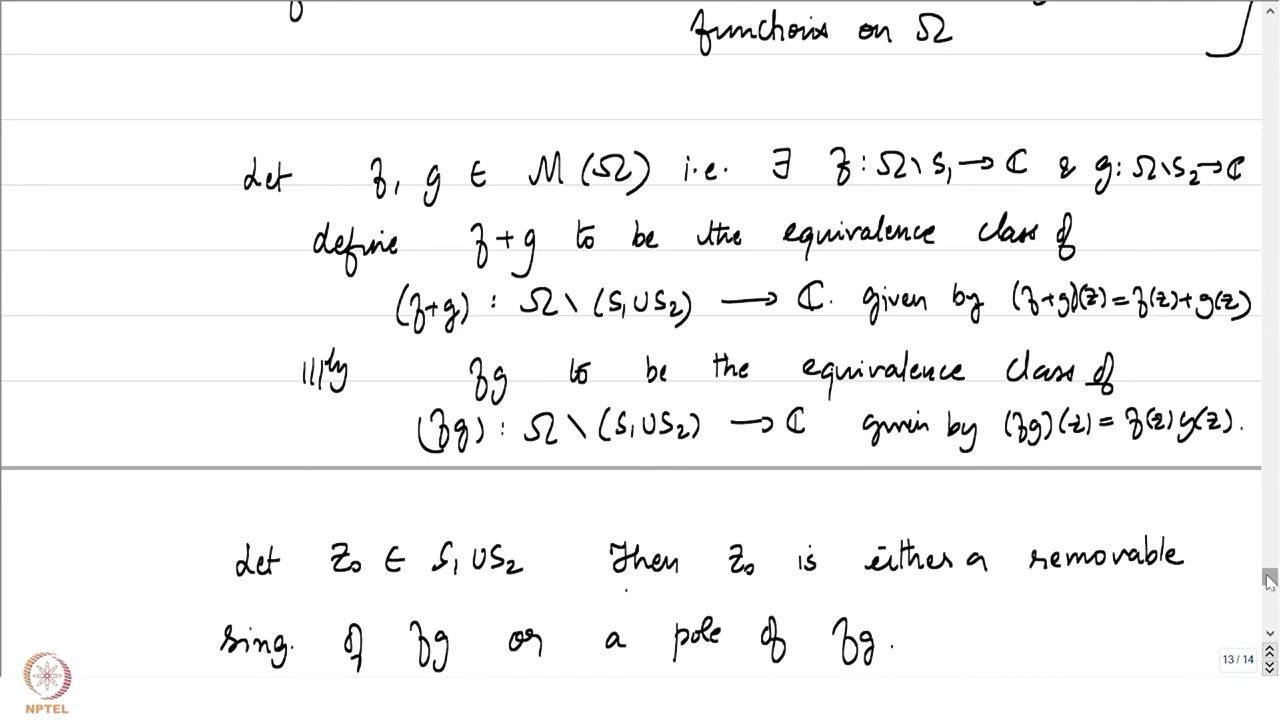 functions on Ω
Let f, g ∈ M(Ω) i.e. ∃ f : Ω\S₁ → ℂ & g : Ω\S₂ → ℂ
define f+g to be the equivalence class of
(f+g) : Ω \ (S₁∪S₂) ⟶ ℂ. given by (f+g)(z) = f(z)+g(z)
|||ly fg to be the equivalence class of
(fg) : Ω \ (S₁∪S₂) ⟶ ℂ given by (fg)(z) = f(z) g(z).
Let z₀ ∈ S₁∪S₂ Then z₀ is either a removable
sing. of fg or a pole of fg.
13 / 14
NPTEL